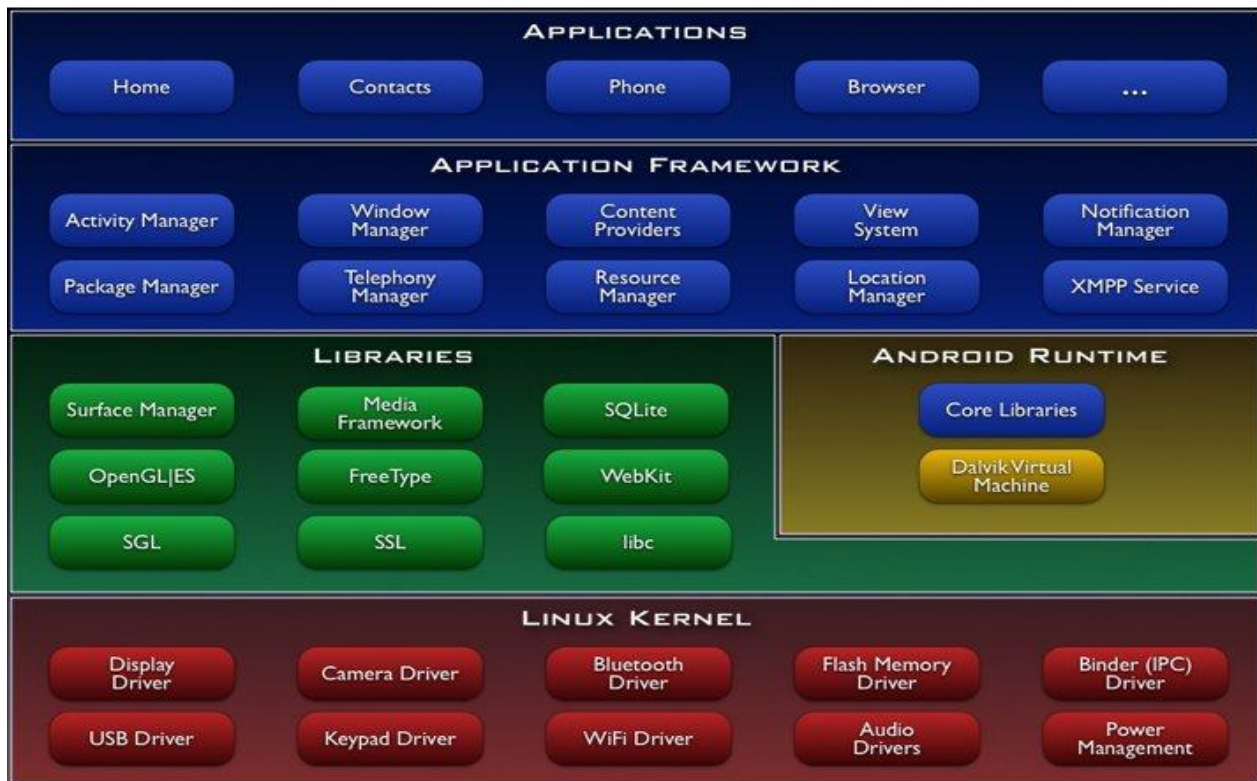 APPLICATIONS
Home
Contacts
Phone
Browser
...
APPLICATION FRAMEWORK
Activity Manager
Window
Manager
Content
Providers
View
System
Notification
Manager
Package Manager
Telephony
Manager
Resource
Manager
Location
Manager
XMPP Service
LIBRARIES
Surface Manager
Media
Framework
SQLite
OpenGL|ES
FreeType
WebKit
SGL
SSL
libc
ANDROID RUNTIME
Core Libraries
Dalvik Virtual
Machine
LINUX KERNEL
Display
Driver
Camera Driver
Bluetooth
Driver
Flash Memory
Driver
Binder (IPC)
Driver
USB Driver
Keypad Driver
WiFi Driver
Audio
Drivers
Power
Management